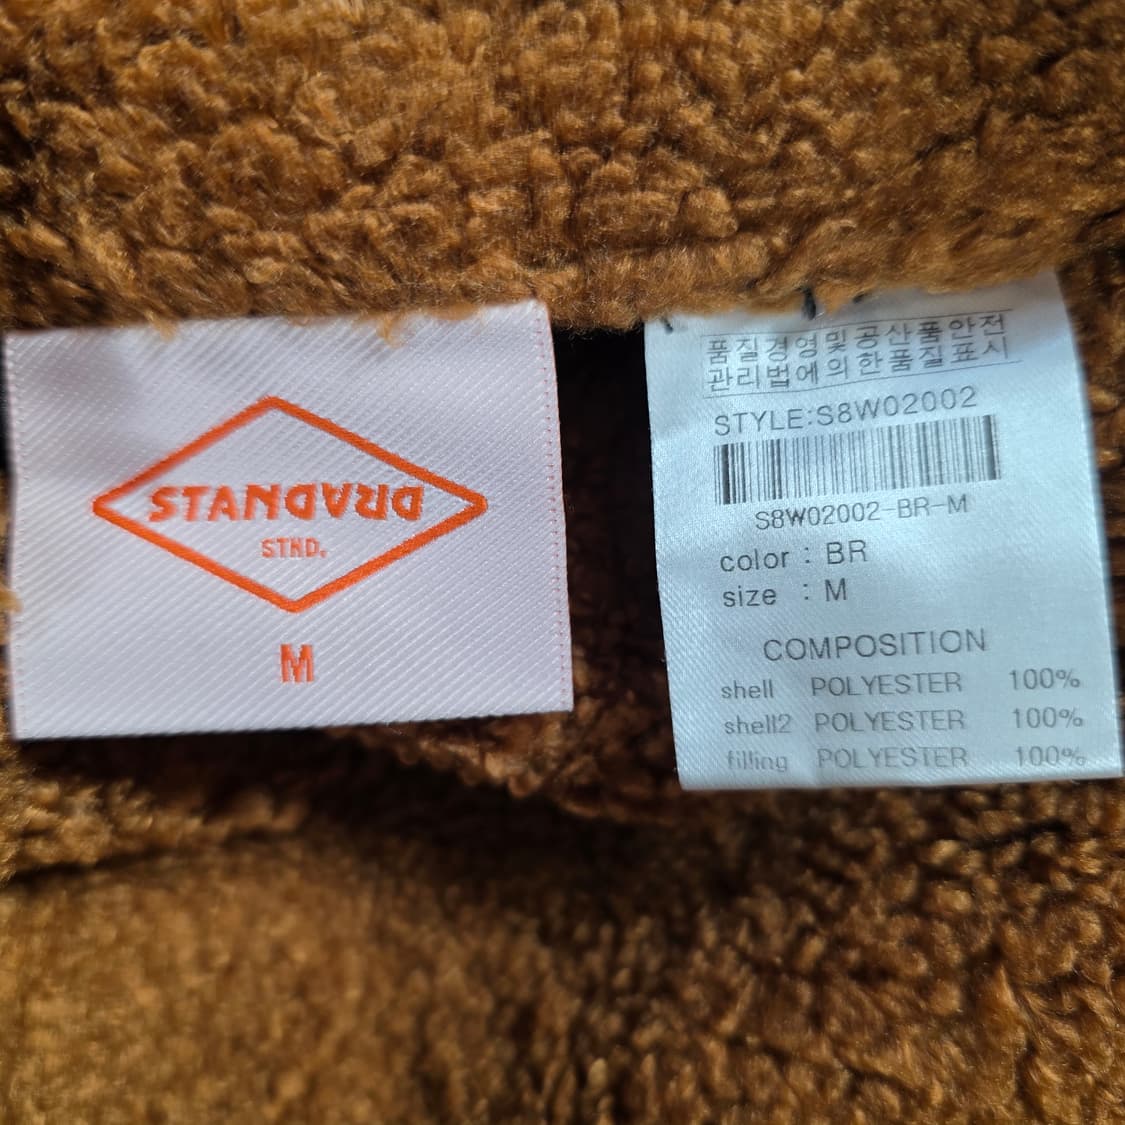 STANDARD
STND.
M
품질경영및공산품안전
관리법에의한품질표시
STYLE:S8W02002
S8W02002-BR-M
color : BR
size : M
COMPOSITION
shell POLYESTER 100%
shell2 POLYESTER 100%
filling POLYESTER 100%